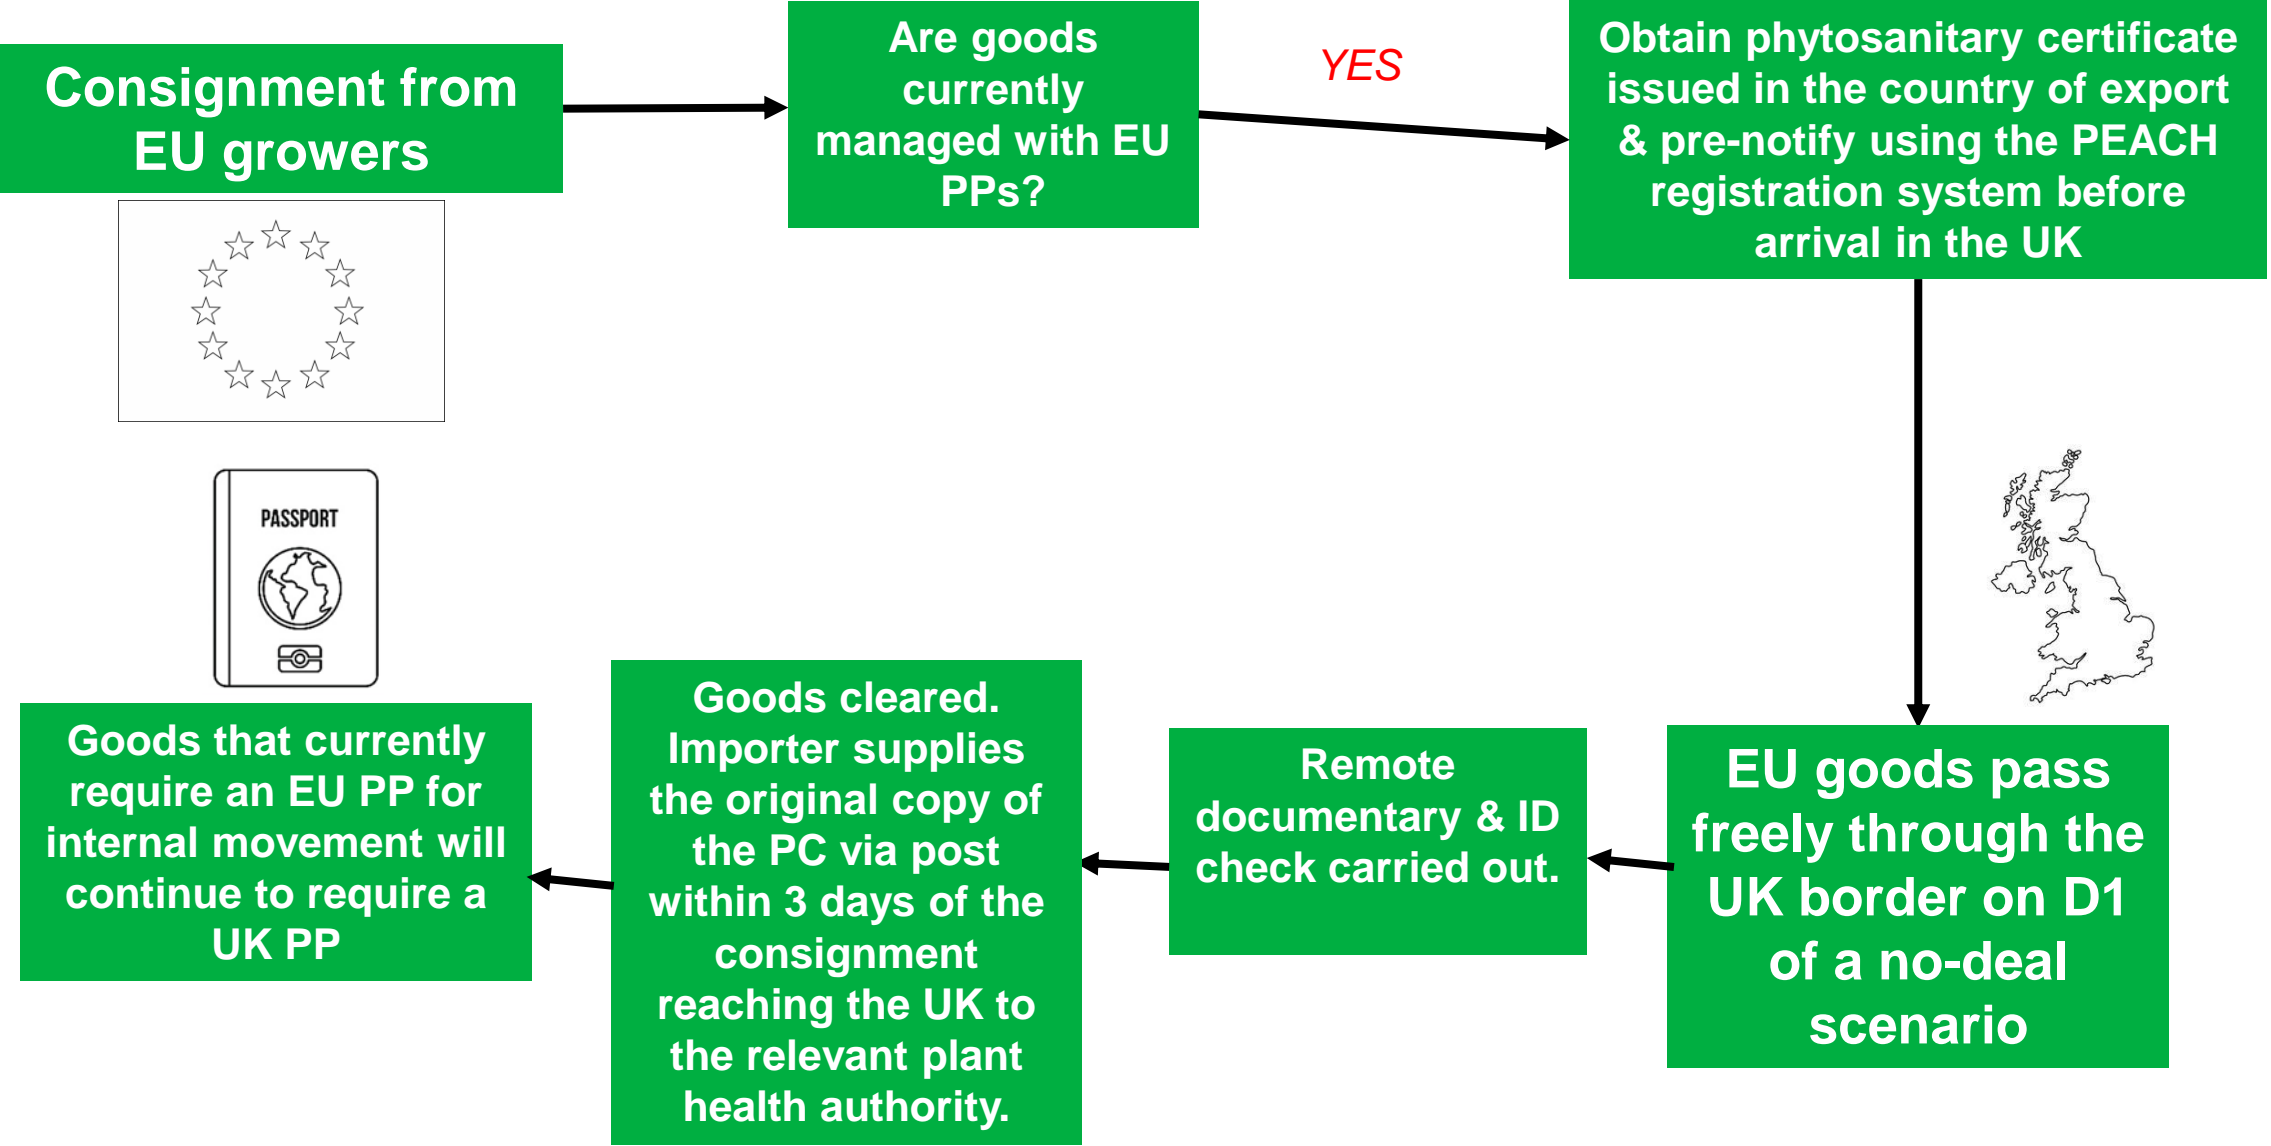 Consignment from
EU growers
Are goods
currently
managed with EU
PPs?
YES
Obtain phytosanitary certificate
issued in the country of export
& pre-notify using the PEACH
registration system before
arrival in the UK
EU goods pass
freely through the
UK border on D1
of a no-deal
scenario
Remote
documentary & ID
check carried out.
Goods cleared.
Importer supplies
the original copy of
the PC via post
within 3 days of the
consignment
reaching the UK to
the relevant plant
health authority.
PASSPORT
Goods that currently
require an EU PP for
internal movement will
continue to require a
UK PP